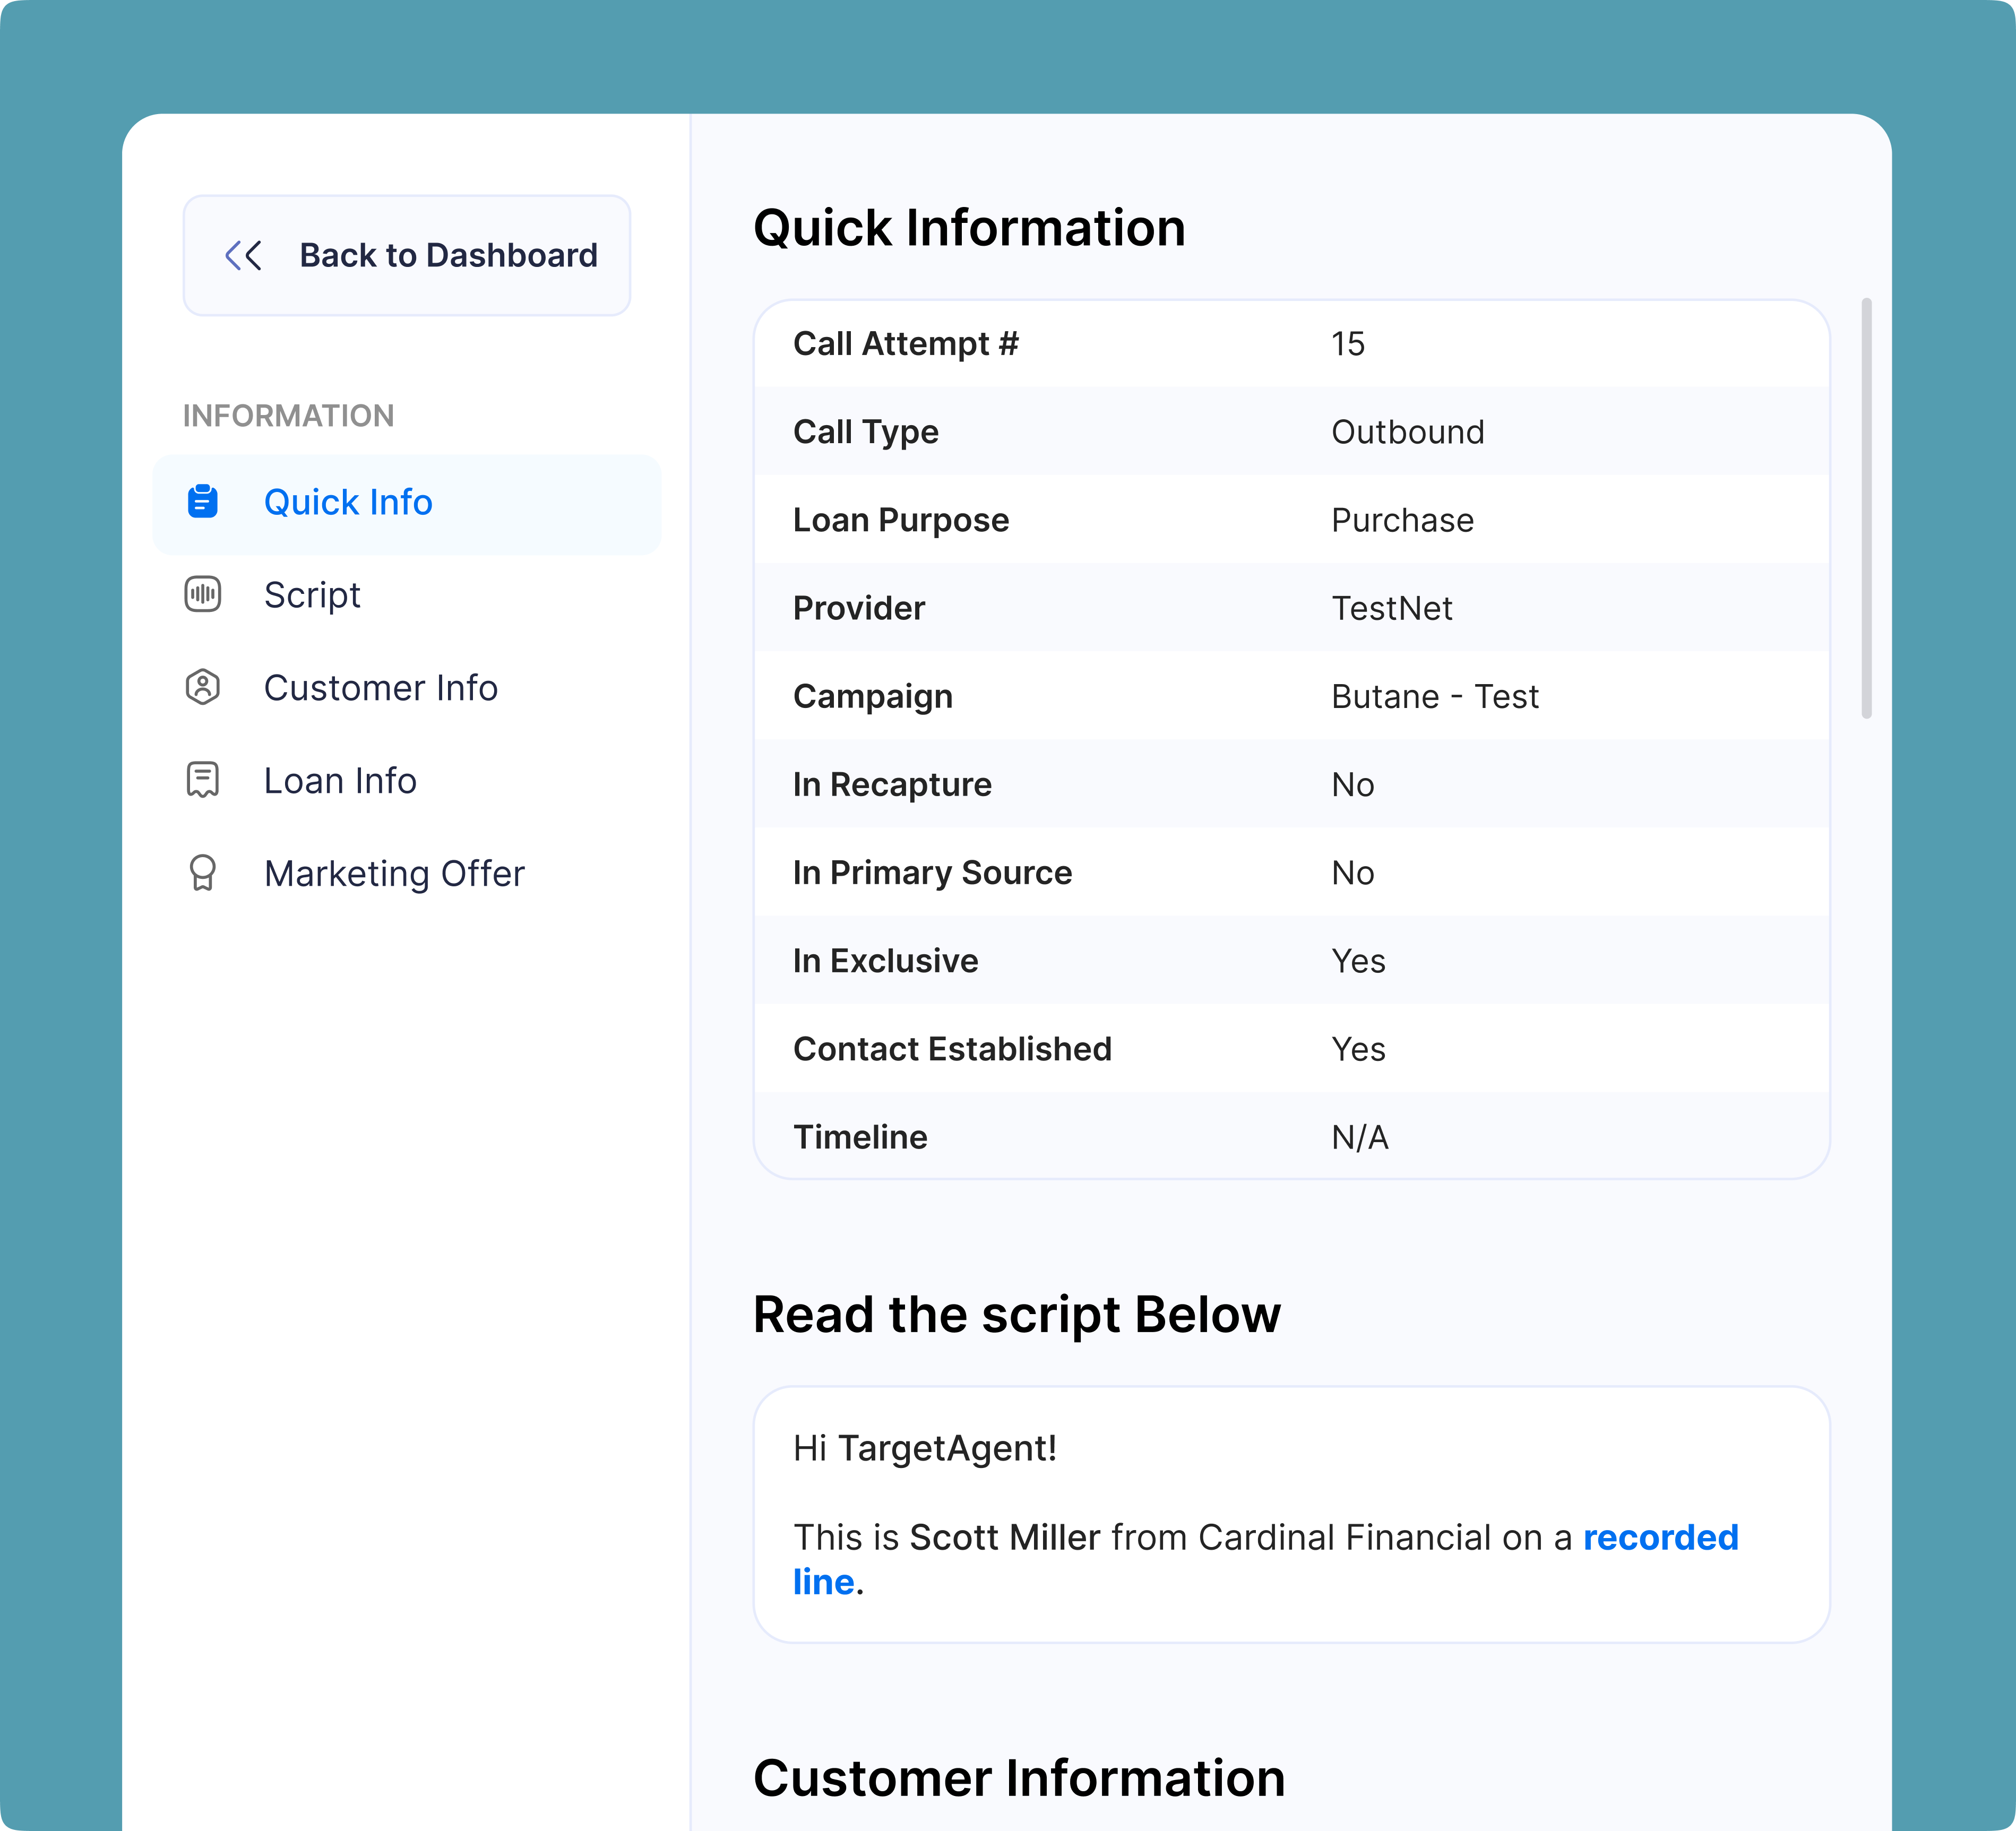 Back to Dashboard
INFORMATION
Quick Info
Script
Customer Info
Loan Info
Marketing Offer
Quick Information
Call Attempt # 15
Call Type Outbound
Loan Purpose Purchase
Provider TestNet
Campaign Butane - Test
In Recapture No
In Primary Source No
In Exclusive Yes
Contact Established Yes
Timeline N/A
Read the script Below
Hi TargetAgent!
This is Scott Miller from Cardinal Financial on a recorded
line.
Customer Information